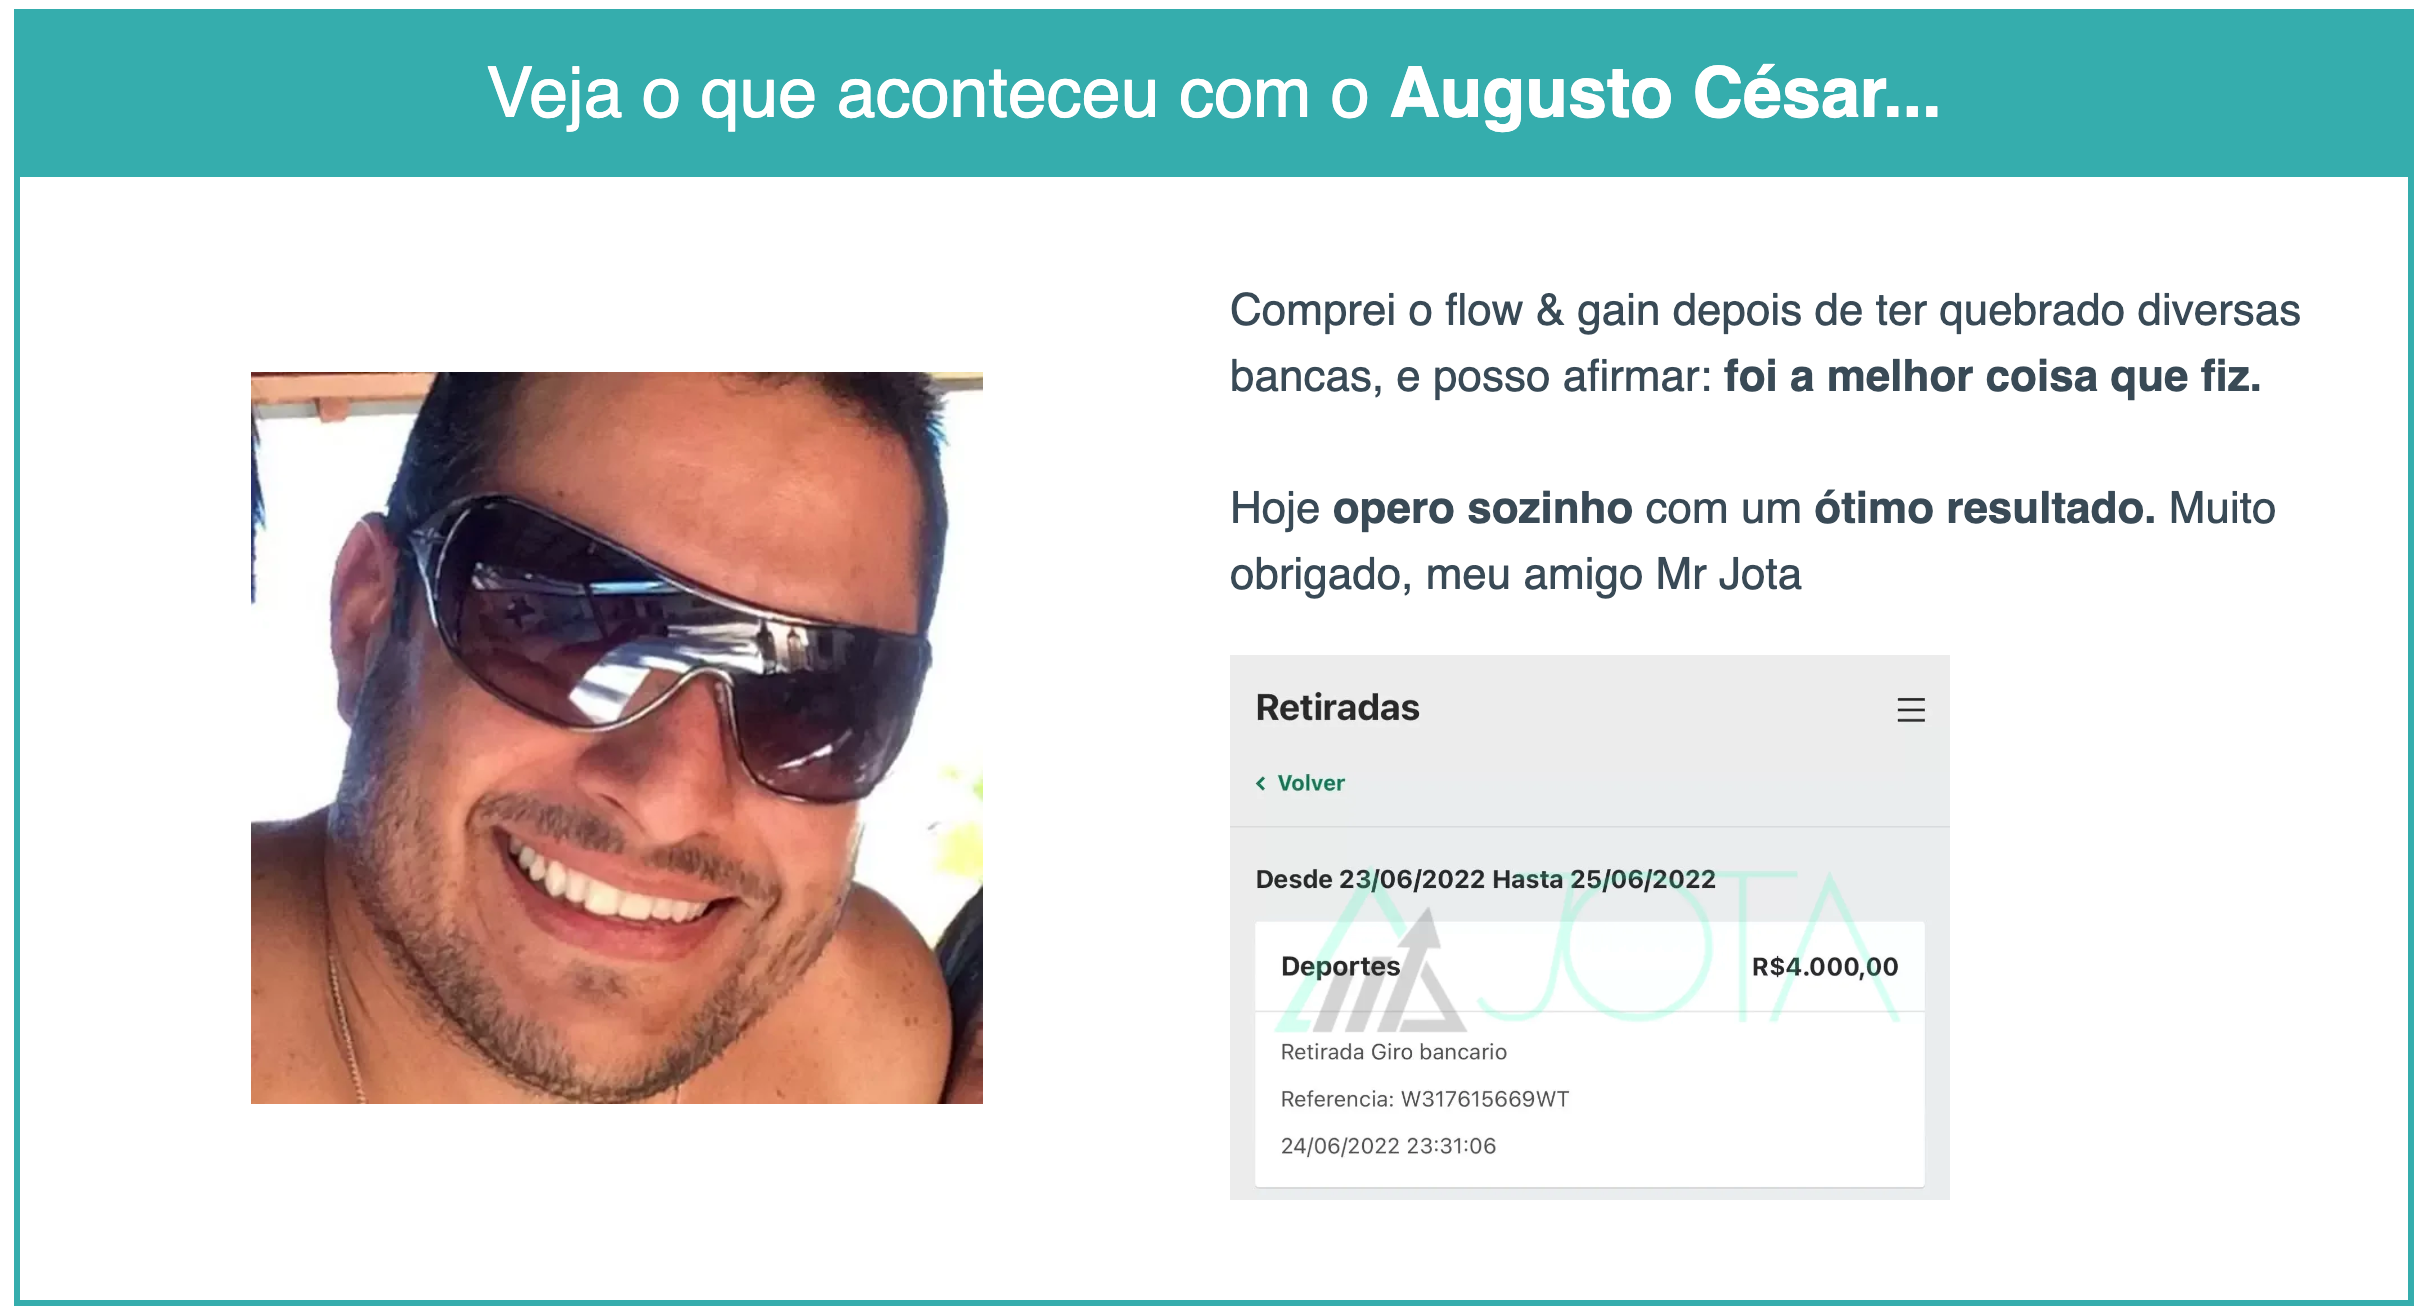 Veja o que aconteceu com o Augusto César...
Comprei o flow & gain depois de ter quebrado diversas
bancas, e posso afirmar: foi a melhor coisa que fiz.
Hoje opero sozinho com um ótimo resultado. Muito
obrigado, meu amigo Mr Jota
Retiradas
Volver
Desde 23/06/2022 Hasta 25/06/2022
JOTA
Deportes R$4.000,00
Retirada Giro bancario
Referencia: W317615669WT
24/06/2022 23:31:06